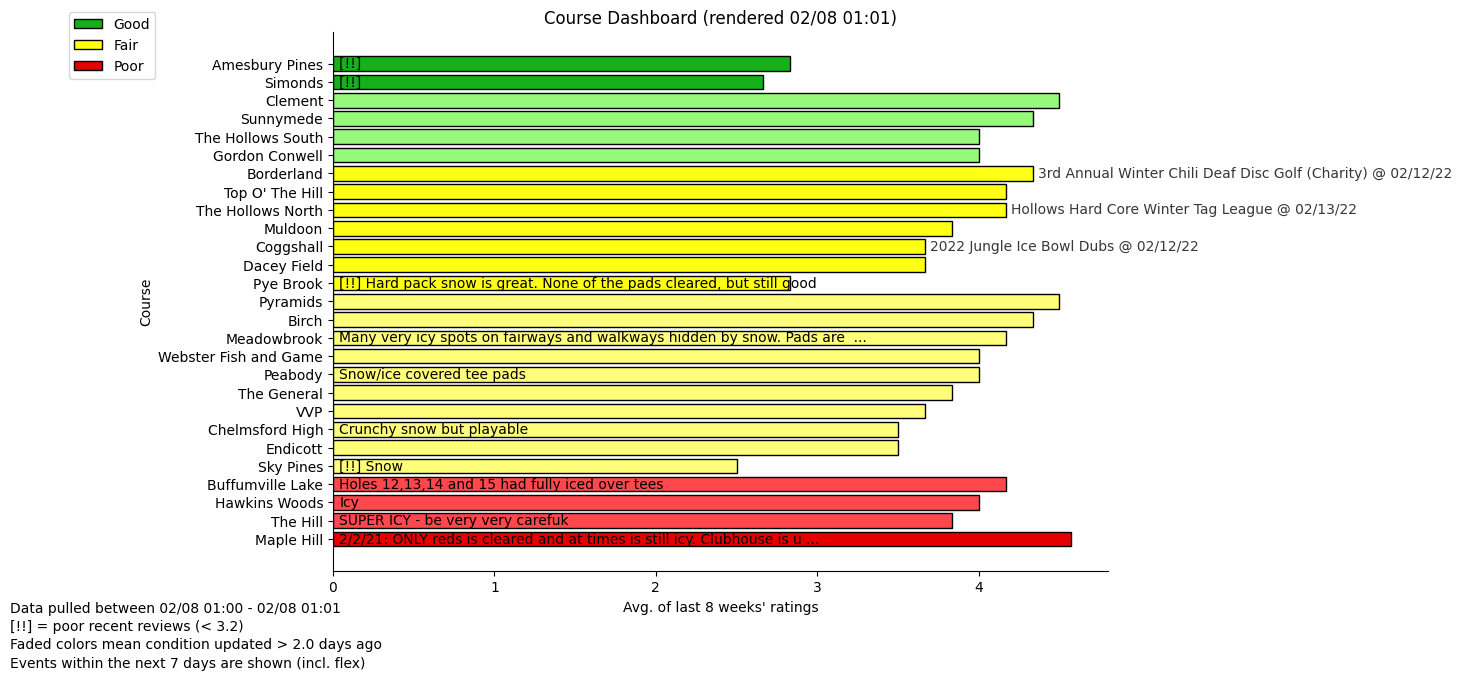 Course Dashboard (rendered 02/08 01:01)
Good
Fair
Poor
Course
Amesbury Pines [!!]
Simonds [!!]
Clement
Sunnymede
The Hollows South
Gordon Conwell
Borderland 3rd Annual Winter Chili Deaf Disc Golf (Charity) @ 02/12/22
Top O' The Hill
The Hollows North Hollows Hard Core Winter Tag League @ 02/13/22
Muldoon
Coggshall 2022 Jungle Ice Bowl Dubs @ 02/12/22
Dacey Field
Pye Brook [!!] Hard pack snow is great. None of the pads cleared, but still good
Pyramids
Birch
Meadowbrook Many very icy spots on fairways and walkways hidden by snow. Pads are ...
Webster Fish and Game
Peabody Snow/ice covered tee pads
The General
VVP
Chelmsford High Crunchy snow but playable
Endicott
Sky Pines [!!] Snow
Buffumville Lake Holes 12,13,14 and 15 had fully iced over tees
Hawkins Woods Icy
The Hill SUPER ICY - be very very carefuk
Maple Hill 2/2/21: ONLY reds is cleared and at times is still icy. Clubhouse is u ...
0 1 2 3 4
Avg. of last 8 weeks' ratings
Data pulled between 02/08 01:00 - 02/08 01:01
[!!] = poor recent reviews (< 3.2)
Faded colors mean condition updated > 2.0 days ago
Events within the next 7 days are shown (incl. flex)